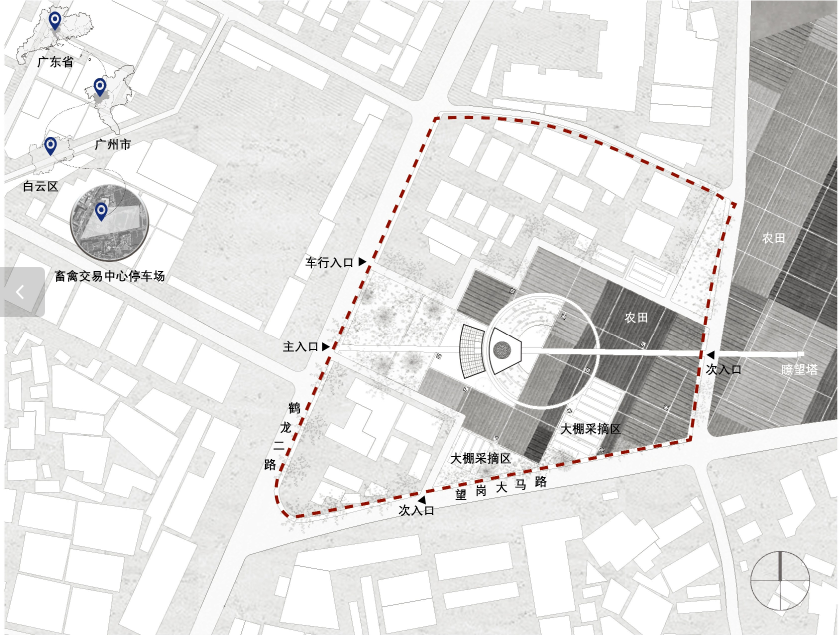 广东省
广州市
白云区
畜禽交易中心停车场
农田
车行入口
农田
主入口
次入口
瞭望塔
鹤龙二路
大棚采摘区
大棚采摘区
望岗大马路
次入口